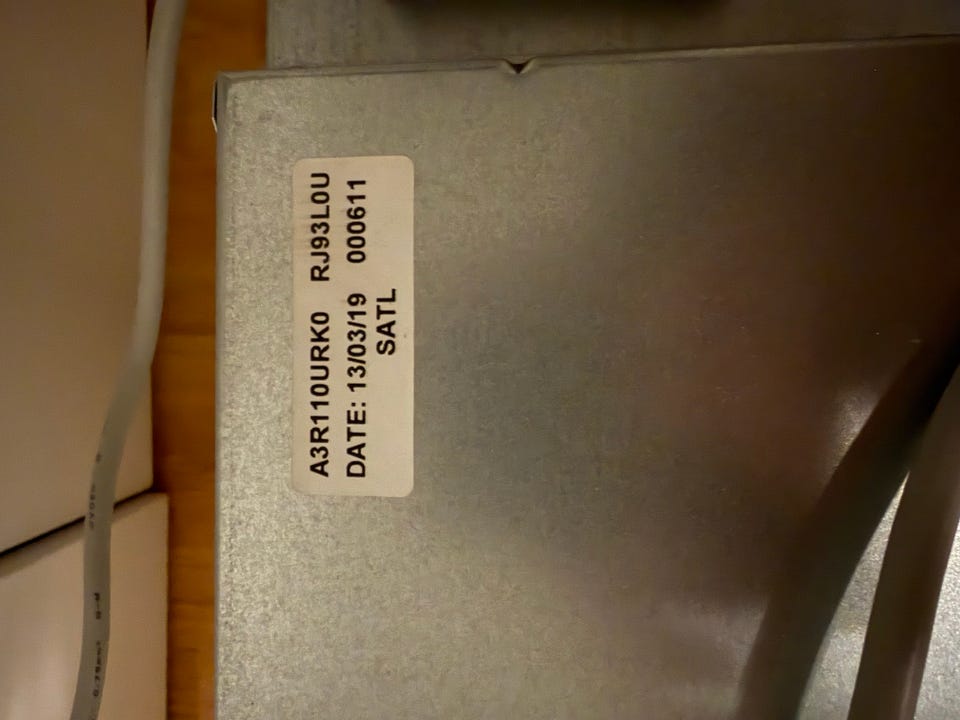 A3R110URK0 RJ93L0U
DATE: 13/03/19 000611
SATL